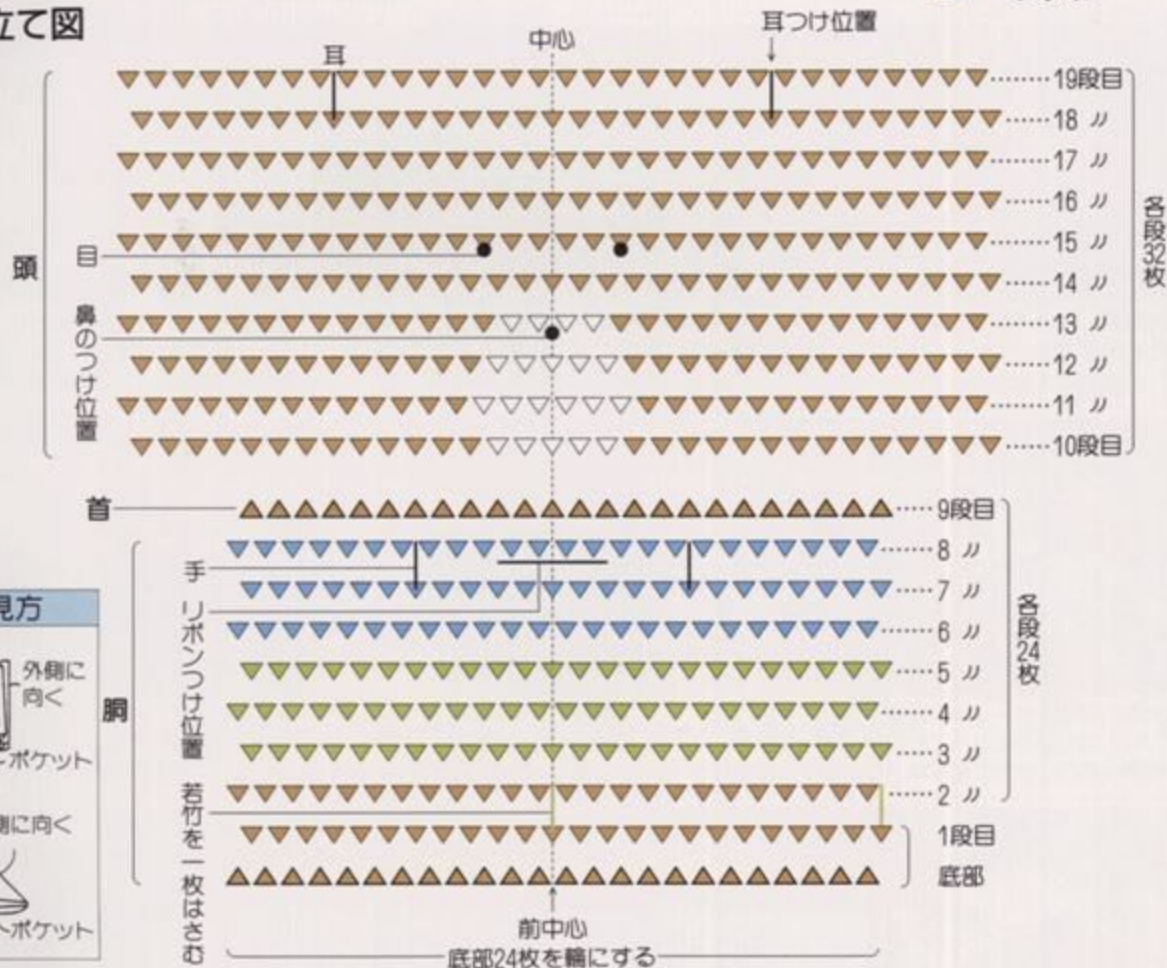 立て図
中心
耳
耳つけ位置
19段目
18 〃
17 〃
16 〃
15 〃
14 〃
13 〃
12 〃
11 〃
10段目
各段32枚
頭
目
鼻のつけ位置
首
9段目
8 〃
7 〃
6 〃
5 〃
4 〃
3 〃
2 〃
1段目
底部
各段24枚
胴
手
リボンつけ位置
若竹を一枚はさむ
前中心
底部24枚を輪にする
見方
外側に
向く
ポケット
側に向く
ポケット